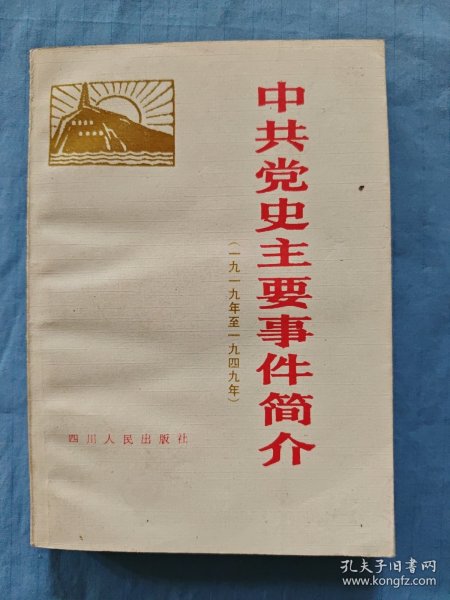 中共党史主要事件简介
（一九一九年至一九四九年）
四川人民出版社
孔夫子旧书网
www.kongfz.com